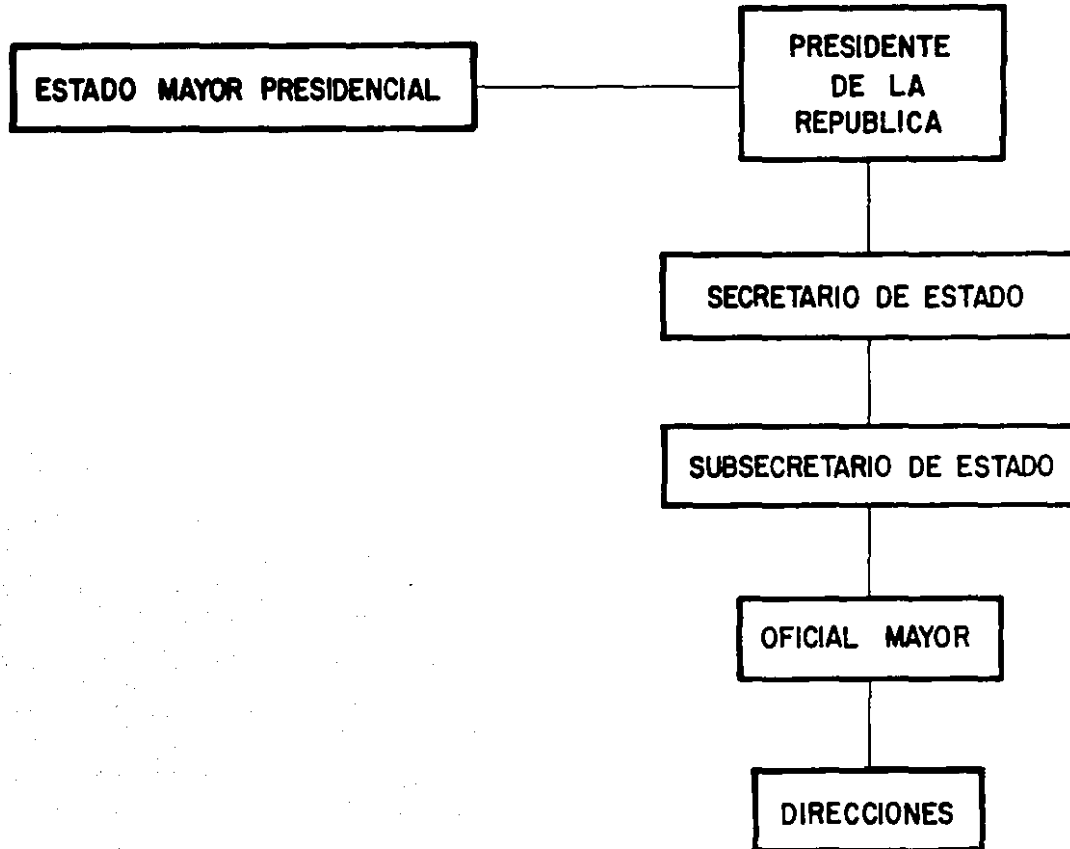 ESTADO MAYOR PRESIDENCIAL
PRESIDENTE
DE LA
REPUBLICA
SECRETARIO DE ESTADO
SUBSECRETARIO DE ESTADO
OFICIAL MAYOR
DIRECCIONES